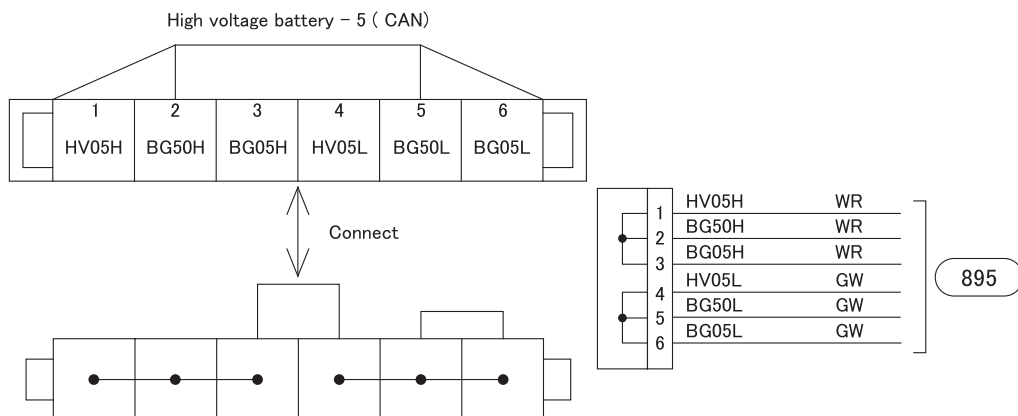 High voltage battery - 5 ( CAN)
1 2 3 4 5 6
HV05H BG50H BG05H HV05L BG50L BG05L
Connect
1 HV05H WR
2 BG50H WR
3 BG05H WR
4 HV05L GW
5 BG50L GW
6 BG05L GW
895